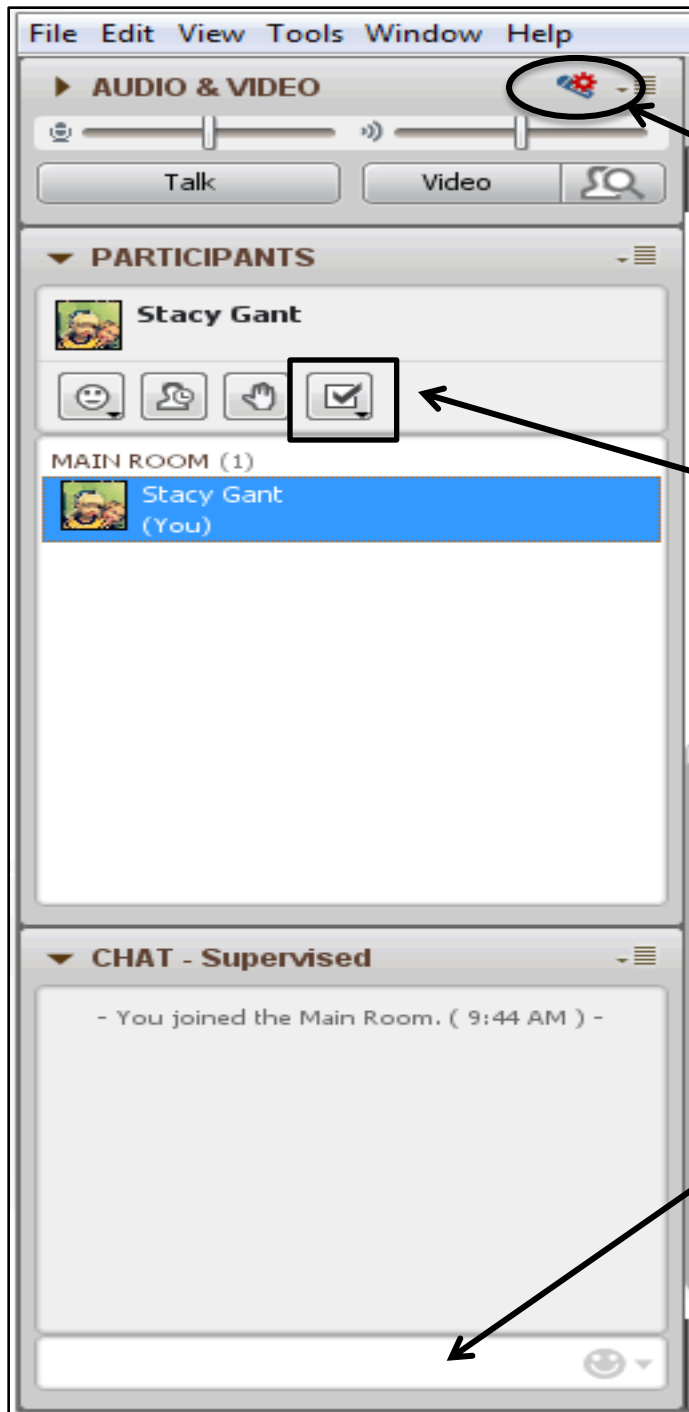 File Edit View Tools Window Help
AUDIO & VIDEO
Talk Video
PARTICIPANTS
Stacy Gant
MAIN ROOM (1)
Stacy Gant
(You)
CHAT - Supervised
- You joined the Main Room. ( 9:44 AM ) -